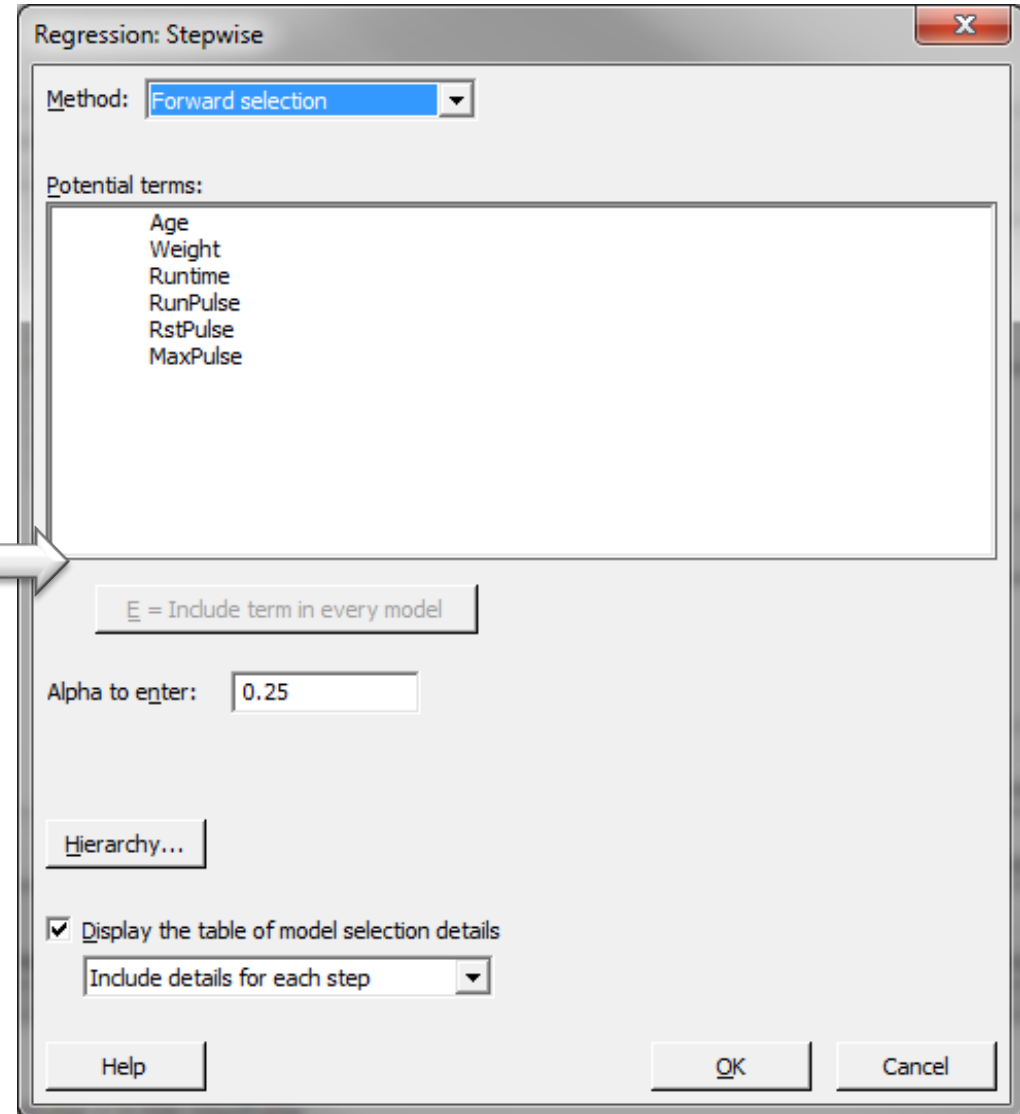 Regression: Stepwise
Method: Forward selection
Potential terms:
Age
Weight
Runtime
RunPulse
RstPulse
MaxPulse
E = Include term in every model
Alpha to enter: 0.25
Hierarchy...
Display the table of model selection details
Include details for each step
Help OK Cancel